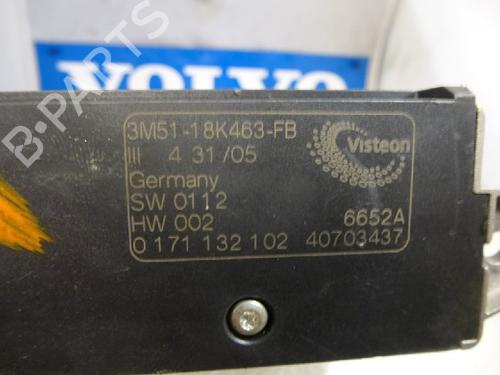 VOLVO
3M51-18K463-FB
Visteon
III 4 31/05
Germany
SW 0112
HW 002 6652A
0 171 132 102 40703437
B-PARTS